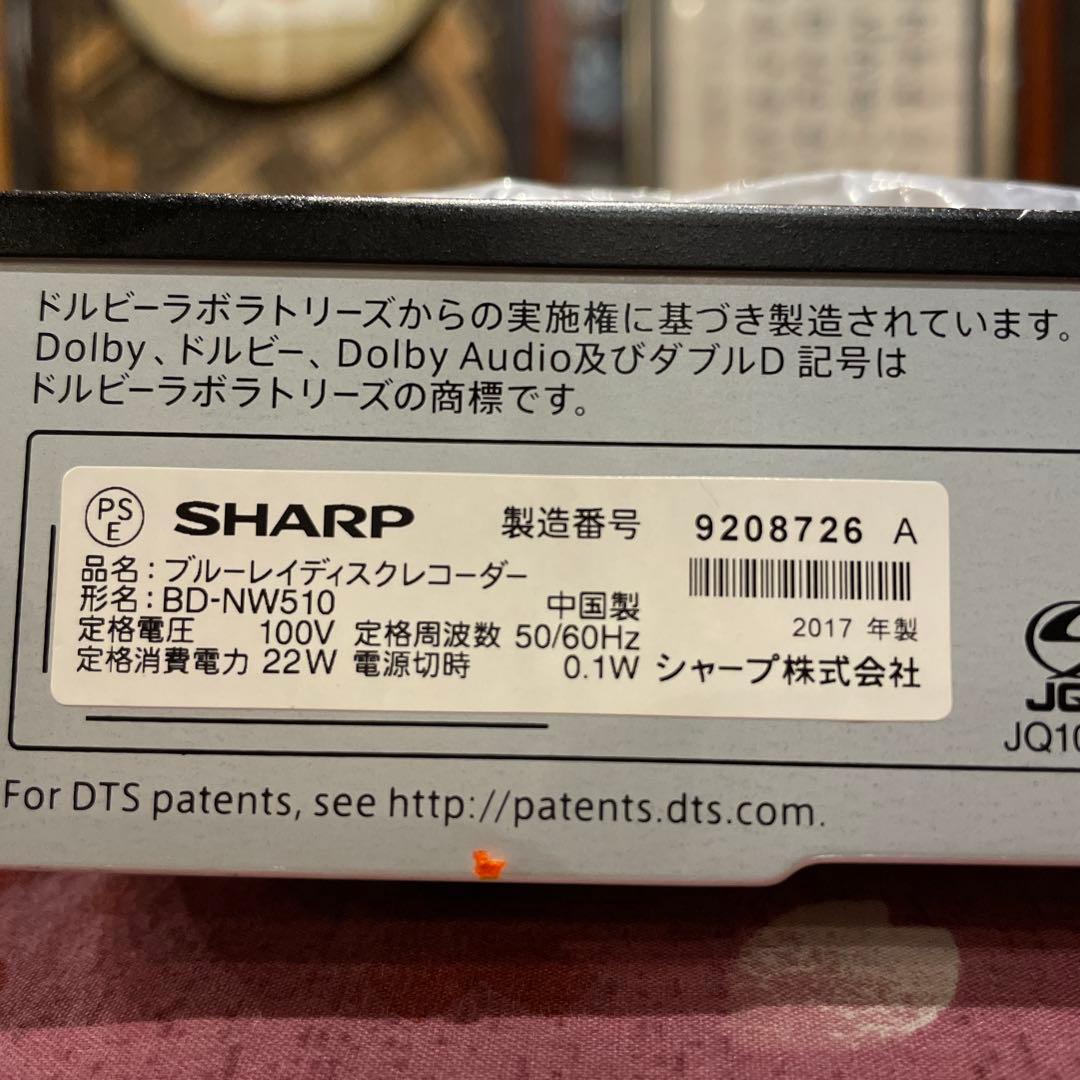 ドルビーラボラトリーズからの実施権に基づき製造されています。
Dolby、ドルビー、Dolby Audio及びダブルD 記号は
ドルビーラボラトリーズの商標です。
PS
E
SHARP 製造番号 9208726 A
品名：ブルーレイディスクレコーダー
形名：BD-NW510 中国製
定格電圧 100V 定格周波数 50/60Hz 2017 年製
定格消費電力 22W 電源切時 0.1W シャープ株式会社
For DTS patents, see http://patents.dts.com.